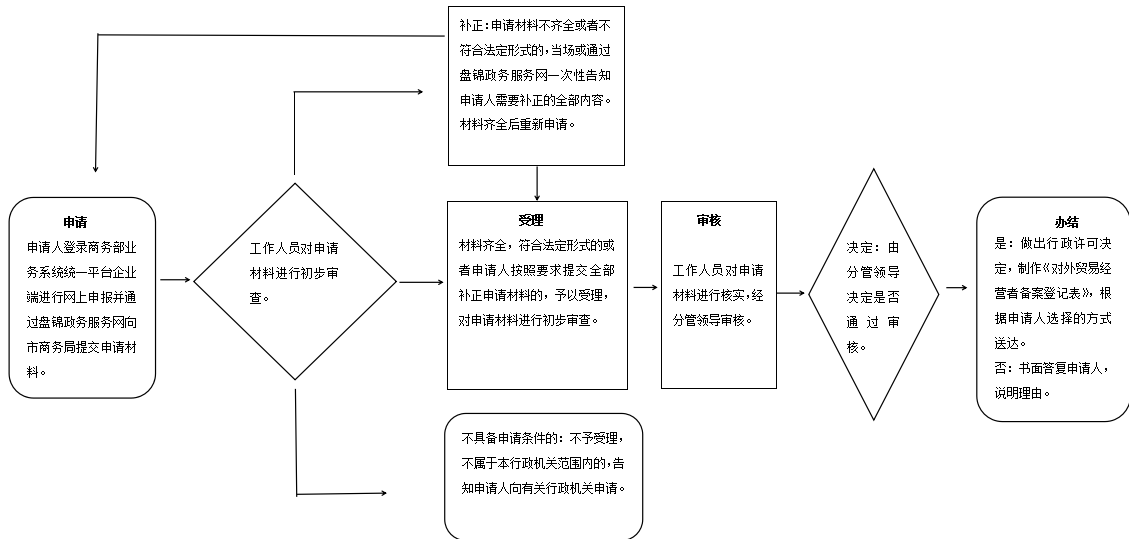 补正:申请材料不齐全或者不
符合法定形式的,当场或通过
盘锦政务服务网一次性告知
申请人需要补正的全部内容。
材料齐全后重新申请。
申请
申请人登录商务部业
务系统统一平台企业
端进行网上申报并通
过盘锦政务服务网向
市商务局提交申请材
料。
工作人员对申请
材料进行初步审
查。
受理
材料齐全，符合法定形式的或
者申请人按照要求提交全部
补正申请材料的，予以受理，
对申请材料进行初步审查。
审核
工作人员对申请
材料进行核实,经
分管领导审核。
决定：由
分管领导
决定是否
通过审
核。
办结
是：做出行政许可决
定，制作《对外贸易经
营者备案登记表》，根
据申请人选择的方式
送达。
否：书面答复申请人，
说明理由。
不具备申请条件的：不予受理，
不属于本行政机关范围内的,告
知申请人向有关行政机关申请。